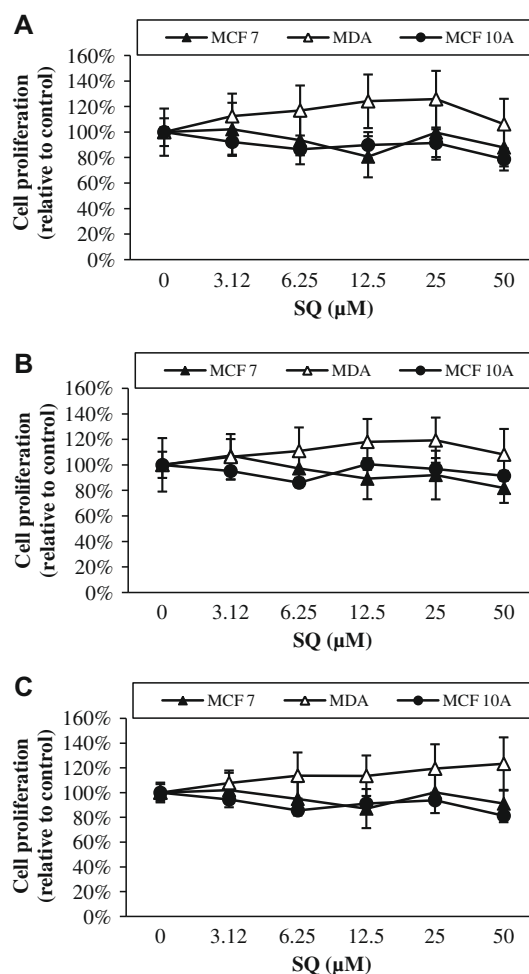 A
MCF 7 MDA MCF 10A
Cell proliferation
(relative to control)
160%
140%
120%
100%
80%
60%
40%
20%
0%
0 3.12 6.25 12.5 25 50
SQ (µM)
B
MCF 7 MDA MCF 10A
Cell proliferation
(relative to control)
160%
140%
120%
100%
80%
60%
40%
20%
0%
0 3.12 6.25 12.5 25 50
SQ (µM)
C
MCF 7 MDA MCF 10A
Cell proliferation
(relative to control)
160%
140%
120%
100%
80%
60%
40%
20%
0%
0 3.12 6.25 12.5 25 50
SQ (µM)